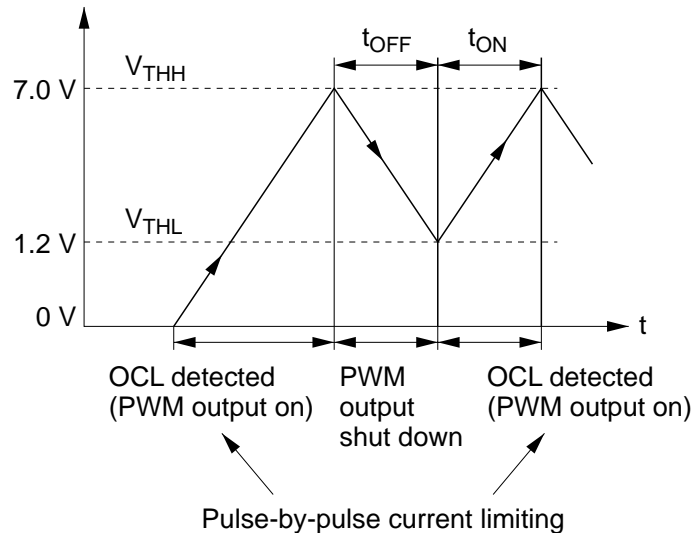 tOFF tON
VTHH
7.0 V
VTHL
1.2 V
0 V
t
OCL detected
(PWM output on)
PWM
output
shut down
OCL detected
(PWM output on)
Pulse-by-pulse current limiting